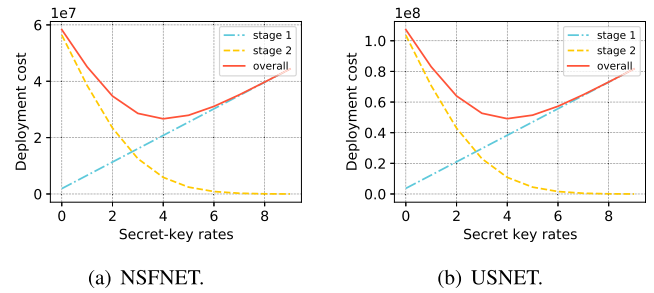 1e7
6
4
2
0
Deployment cost
0 2 4 6 8
Secret-key rates
stage 1
stage 2
overall
(a) NSFNET.
1e8
1.0
0.8
0.6
0.4
0.2
0.0
Deployment cost
0 2 4 6 8
Secret key rates
stage 1
stage 2
overall
(b) USNET.